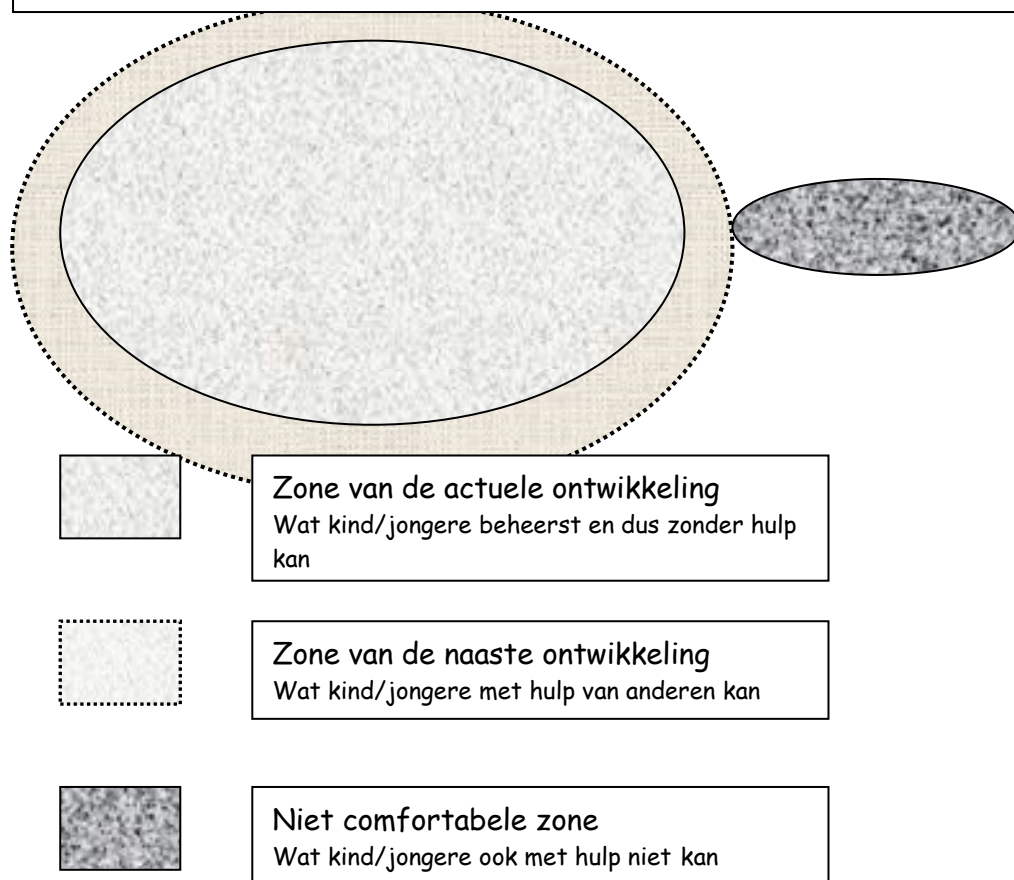 Zone van de actuele ontwikkeling
Wat kind/jongere beheerst en dus zonder hulp
kan
Zone van de naaste ontwikkeling
Wat kind/jongere met hulp van anderen kan
Niet comfortabele zone
Wat kind/jongere ook met hulp niet kan